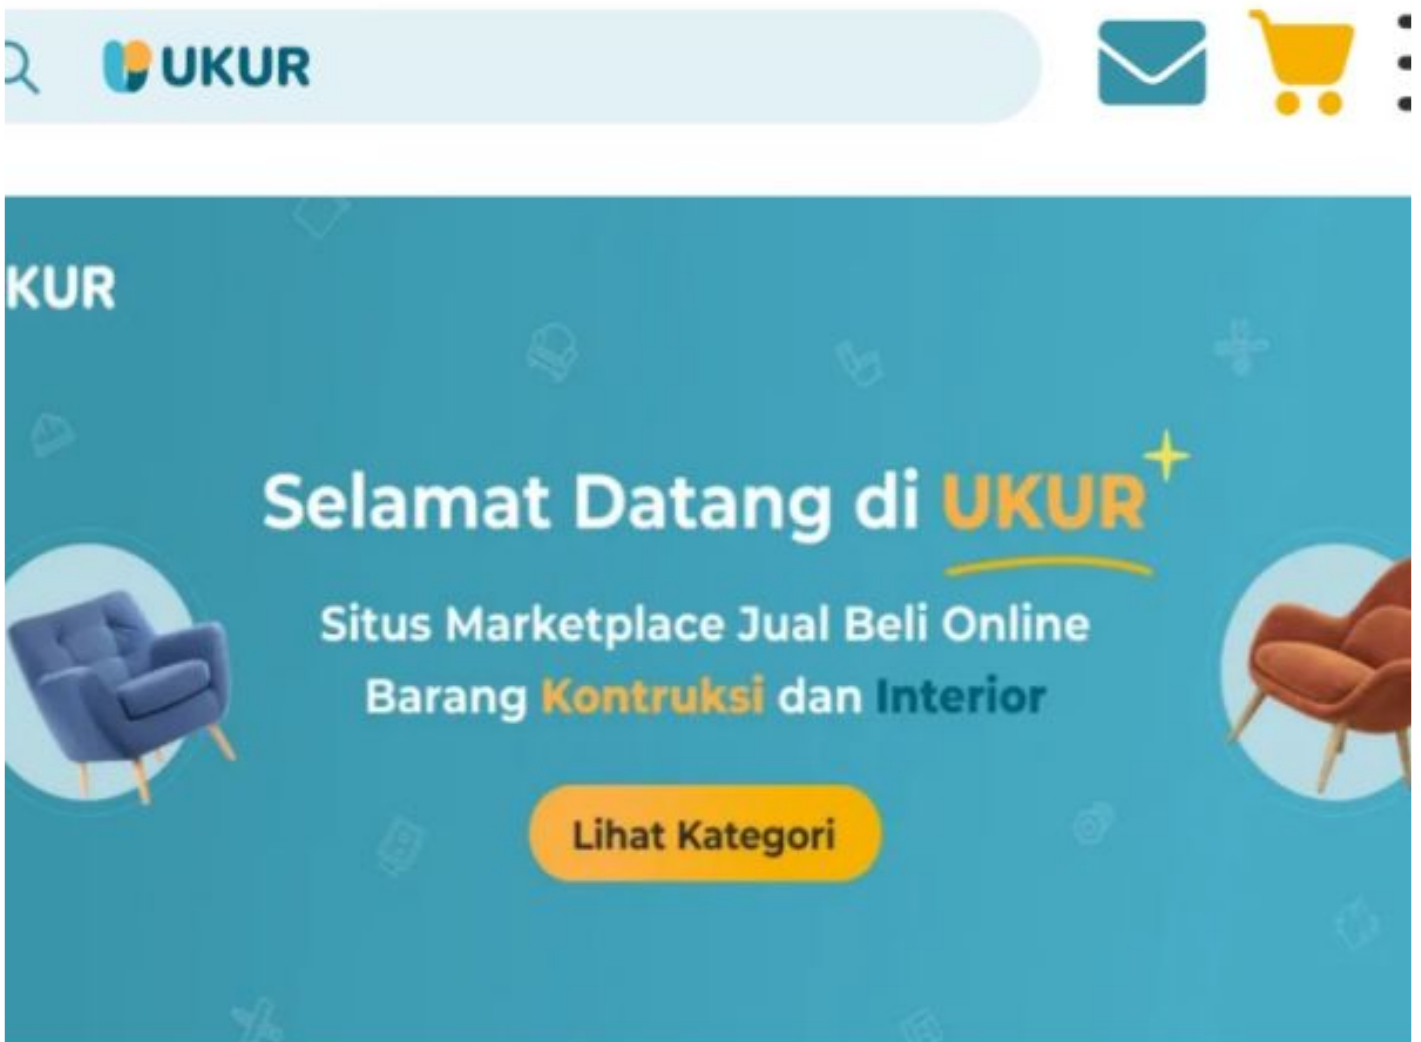 UKUR
KUR
Selamat Datang di UKUR
Situs Marketplace Jual Beli Online
Barang Kontruksi dan Interior
Lihat Kategori